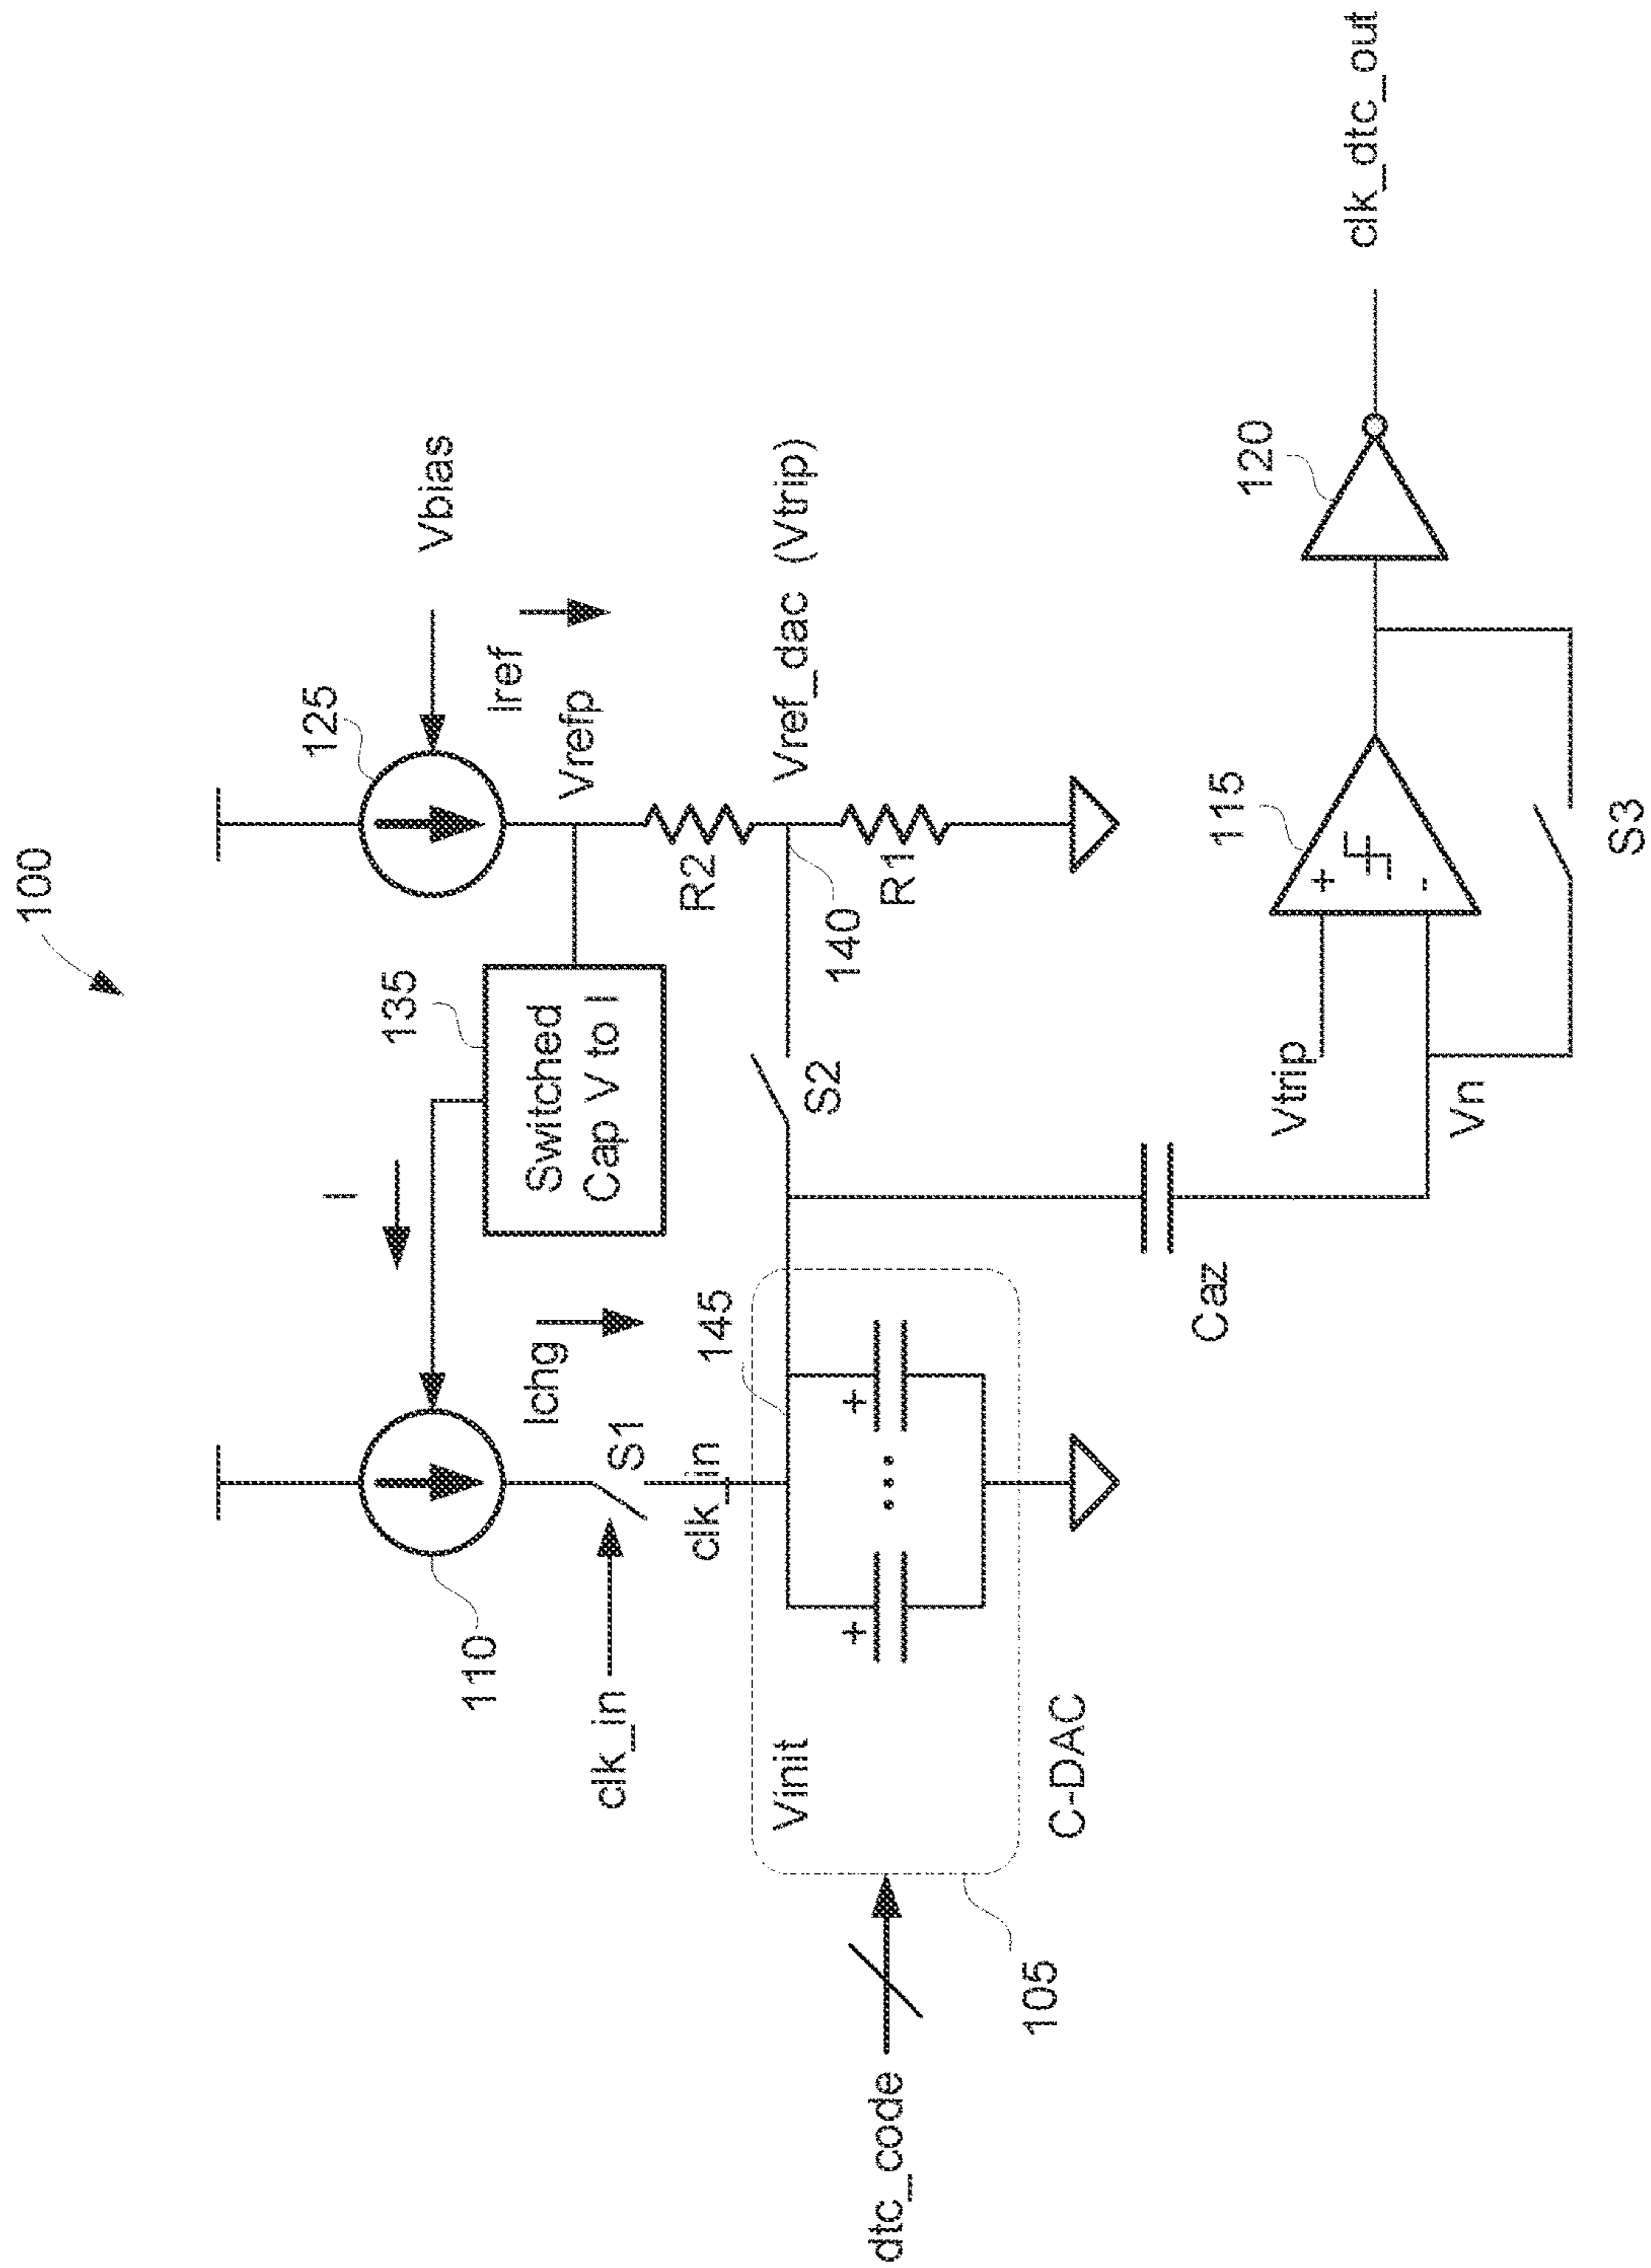 100
125
Vbias
110
I
135
Switched
Cap V to I
Iref
Vrefp
Ichg
S1
clk_in
clk_in
R2
145
S2
140
Vref_dac (Vtrip)
R1
dtc_code
Vinit
+
...
+
105
C-DAC
Caz
Vtrip
Vn
115
+
-
S3
120
clk_dtc_out